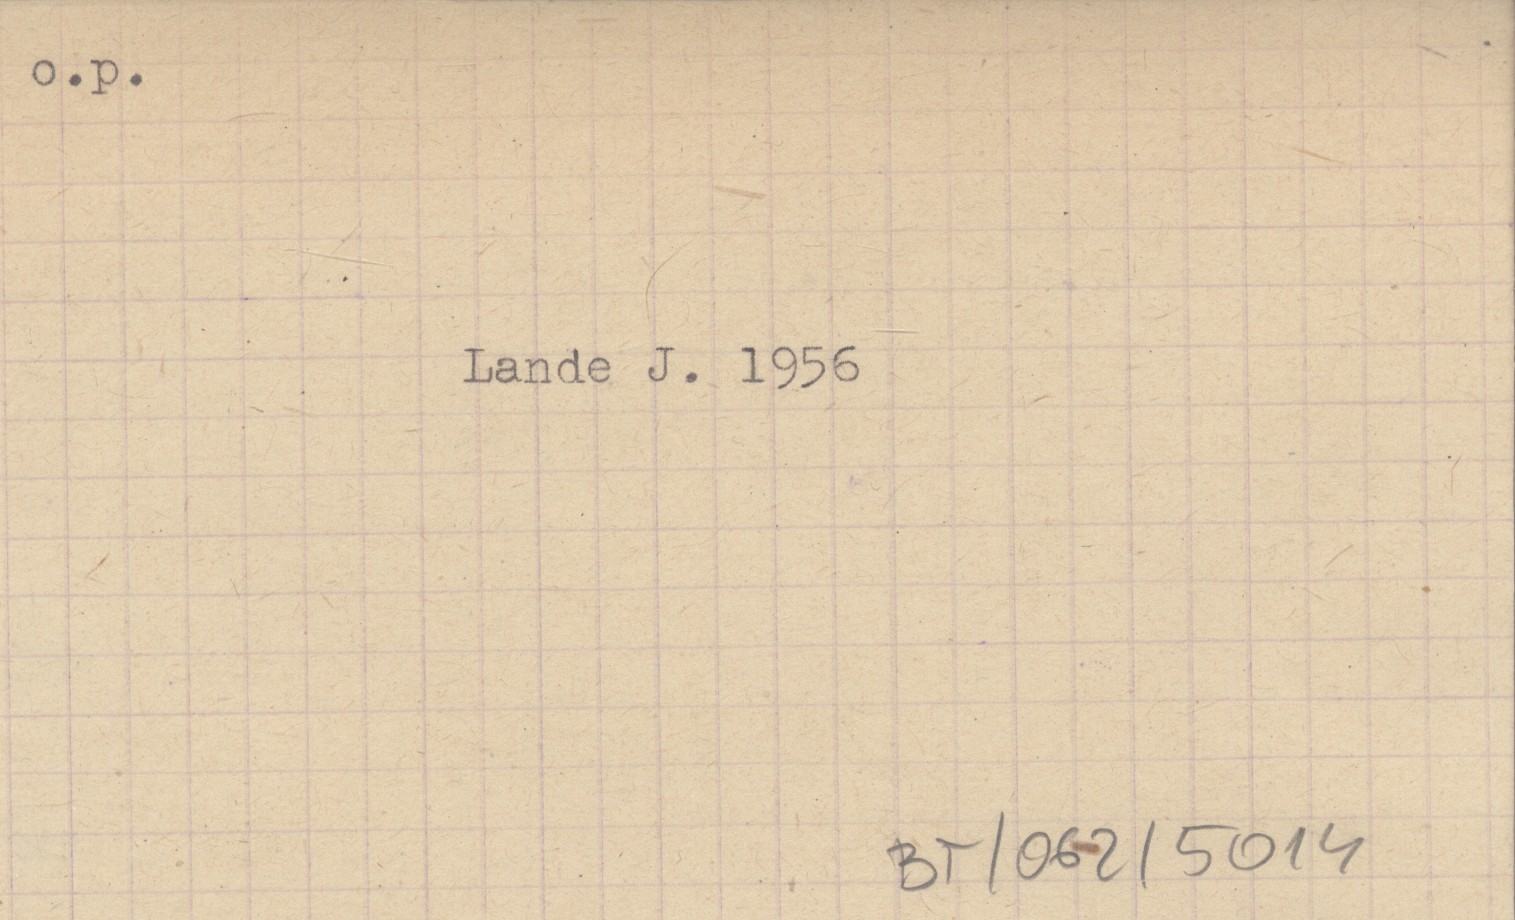 o.p.
Lande J. 1956
BT/062/5014